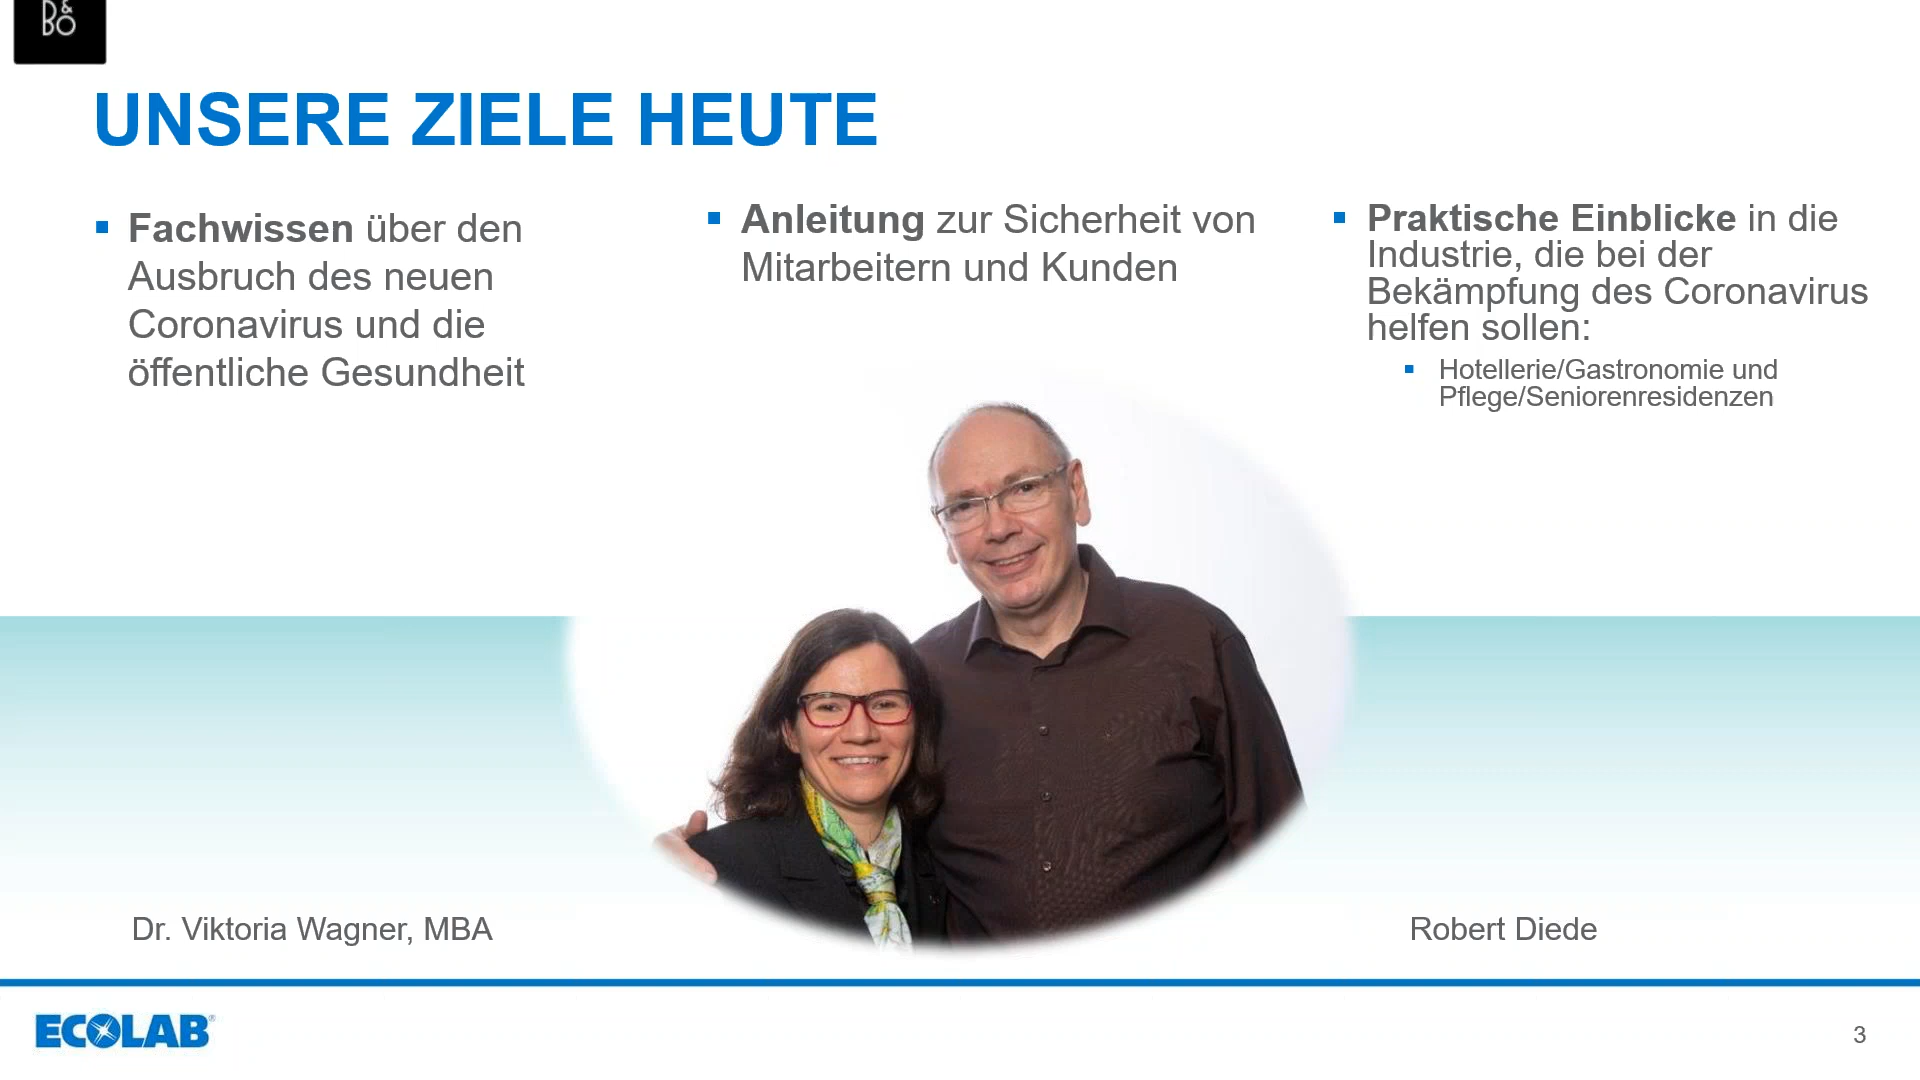 B&O
UNSERE ZIELE HEUTE
▪ Fachwissen über den
Ausbruch des neuen
Coronavirus und die
öffentliche Gesundheit
▪ Anleitung zur Sicherheit von
Mitarbeitern und Kunden
▪ Praktische Einblicke in die
Industrie, die bei der
Bekämpfung des Coronavirus
helfen sollen:
▪ Hotellerie/Gastronomie und
Pflege/Seniorenresidenzen
Dr. Viktoria Wagner, MBA
Robert Diede
ECOLAB®
3